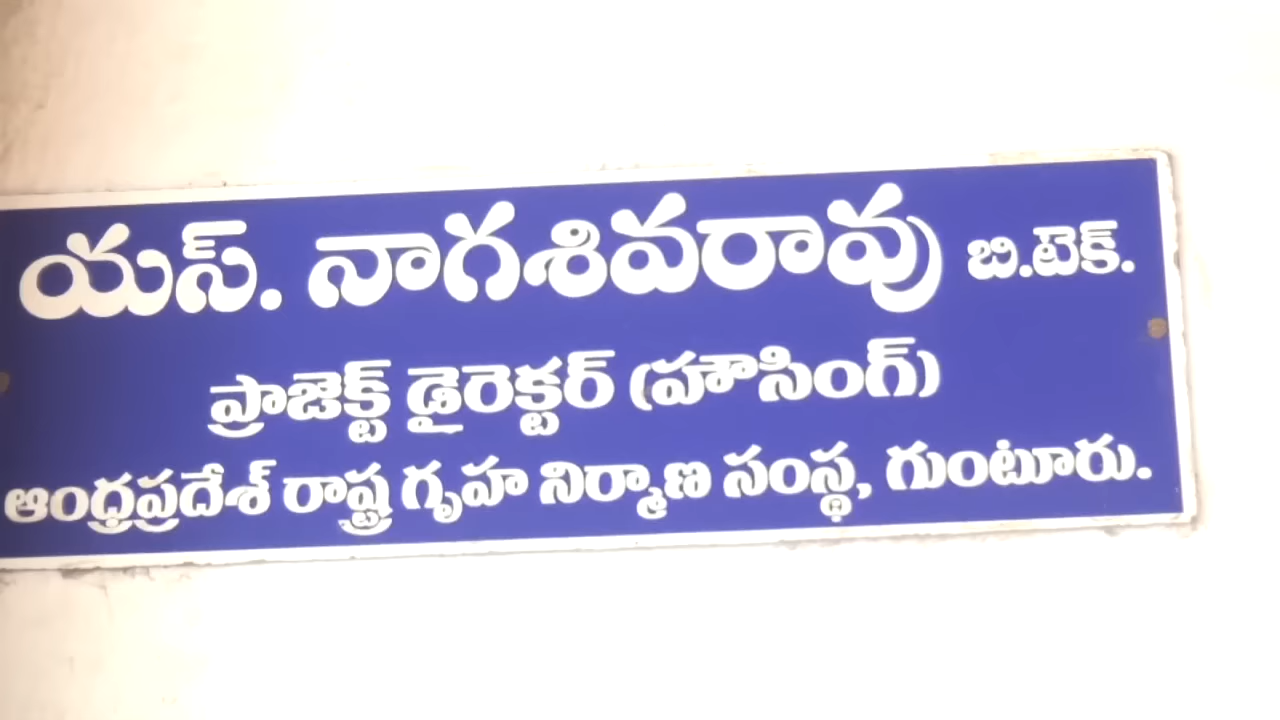 యస్. నాగశివరావు బి.టెక్.
ప్రాజెక్ట్ డైరెక్టర్ (హౌసింగ్)
ఆంధ్రప్రదేశ్ రాష్ట్ర గృహ నిర్మాణ సంస్థ, గుంటూరు.